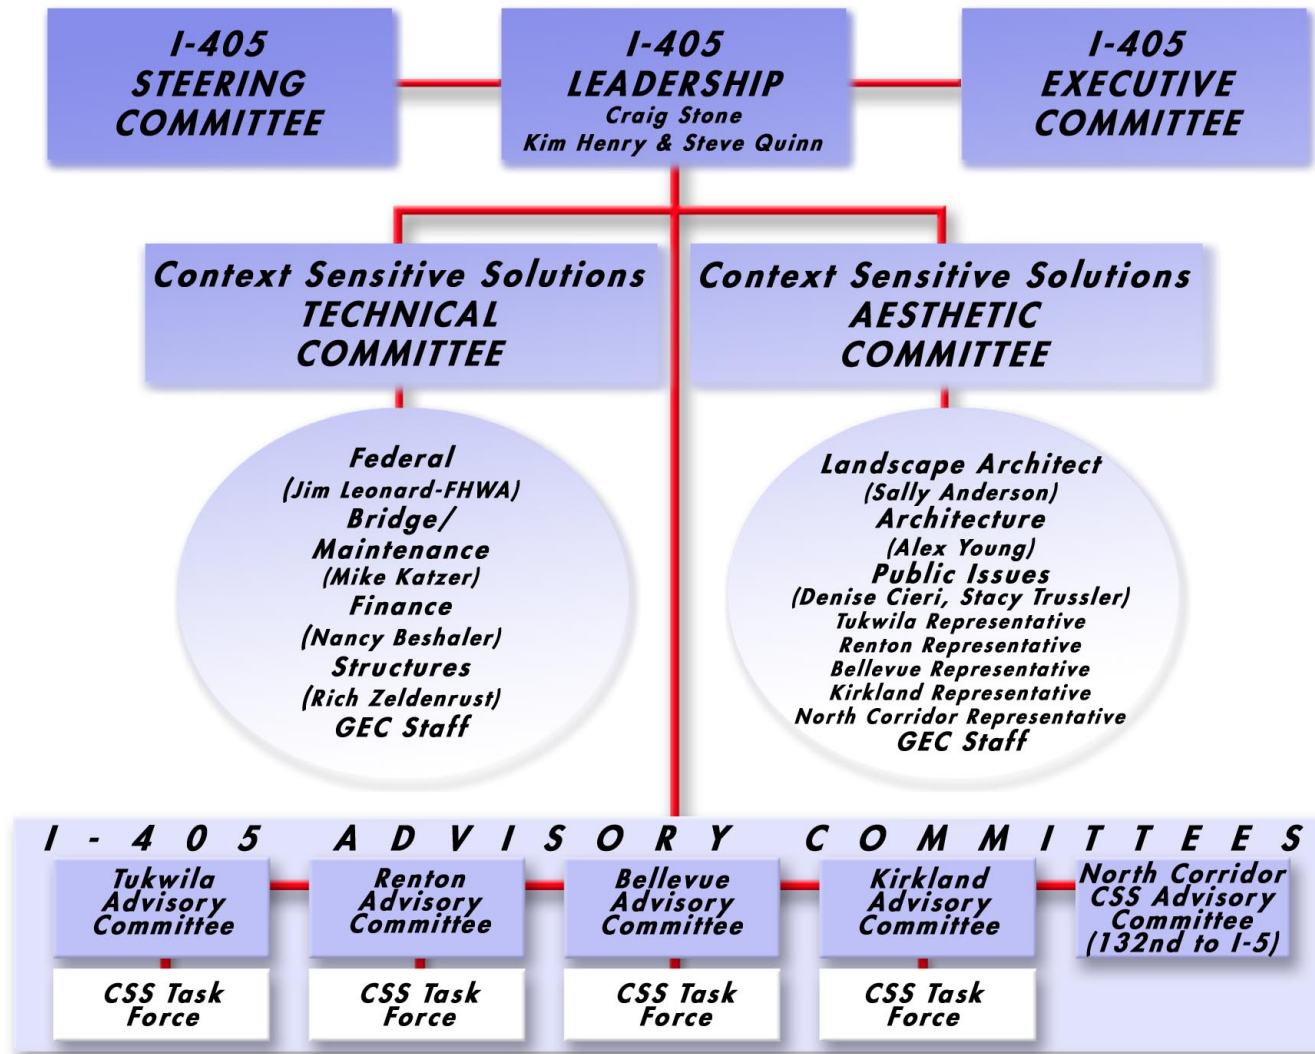 I-405
STEERING
COMMITTEE
I-405
LEADERSHIP
Craig Stone
Kim Henry & Steve Quinn
I-405
EXECUTIVE
COMMITTEE
Context Sensitive Solutions
TECHNICAL
COMMITTEE
Context Sensitive Solutions
AESTHETIC
COMMITTEE
Federal
(Jim Leonard-FHWA)
Bridge/
Maintenance
(Mike Katzer)
Finance
(Nancy Beshaler)
Structures
(Rich Zeldenrust)
GEC Staff
Landscape Architect
(Sally Anderson)
Architecture
(Alex Young)
Public Issues
(Denise Cieri, Stacy Trussler)
Tukwila Representative
Renton Representative
Bellevue Representative
Kirkland Representative
North Corridor Representative
GEC Staff
I-405 ADVISORY COMMITTEES
Tukwila
Advisory
Committee
Renton
Advisory
Committee
Bellevue
Advisory
Committee
Kirkland
Advisory
Committee
North Corridor
CSS Advisory
Committee
(132nd to I-5)
CSS Task
Force
CSS Task
Force
CSS Task
Force
CSS Task
Force